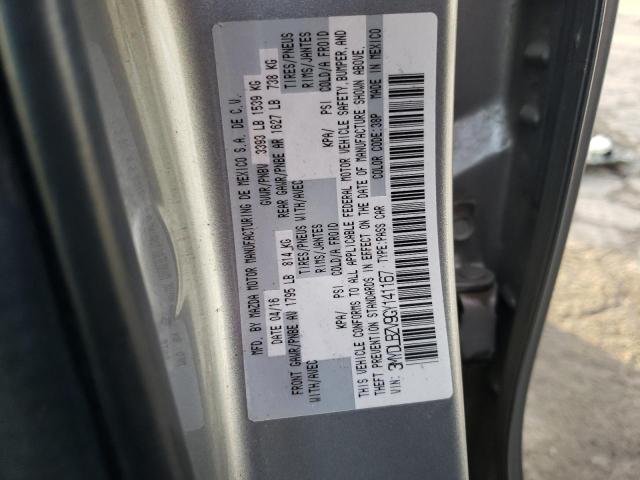 MFD. BY MAZDA MOTOR MANUFACTURING DE MEXICO S.A. DE C.V.
DATE 04/16 GVWR/PNBV 3393 LB 1539 KG
FRONT GAWR/PNBE AV 1795 LB 814 KG REAR GAWR/PNBE AR 1627 LB 738 KG
WITH/AVEC TIRES/PNEUS WITH/AVEC TIRES/PNEUS
RIMS/JANTES RIMS/JANTES
KPA/ PSI COLD/A FROID KPA/ PSI COLD/A FROID
THIS VEHICLE CONFORMS TO ALL APPLICABLE FEDERAL MOTOR VEHICLE SAFETY, BUMPER, AND
THEFT PREVENTION STANDARDS IN EFFECT ON THE DATE OF MANUFACTURE SHOWN ABOVE.
VIN: 3MYDLBZV9GY141167 TYPE:PASS CAR COLOR CODE:38P MADE IN MEXICO